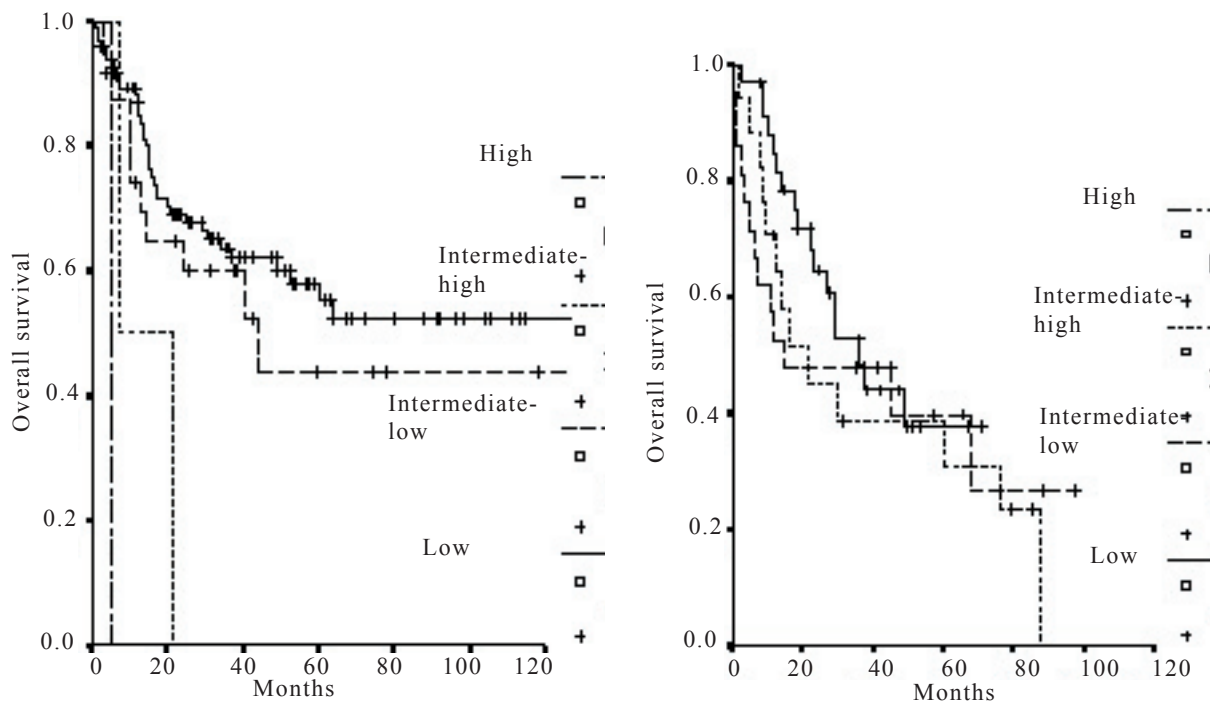 1.0
0.8
0.6
0.4
0.2
0.0
Overall survival
0
20
40
60
80
100
120
Months
High
Intermediate-
high
Intermediate-
low
Low
1.0
0.8
0.6
0.4
0.2
0.0
Overall survival
0
20
40
60
80
100
120
Months
High
Intermediate-
high
Intermediate-
low
Low